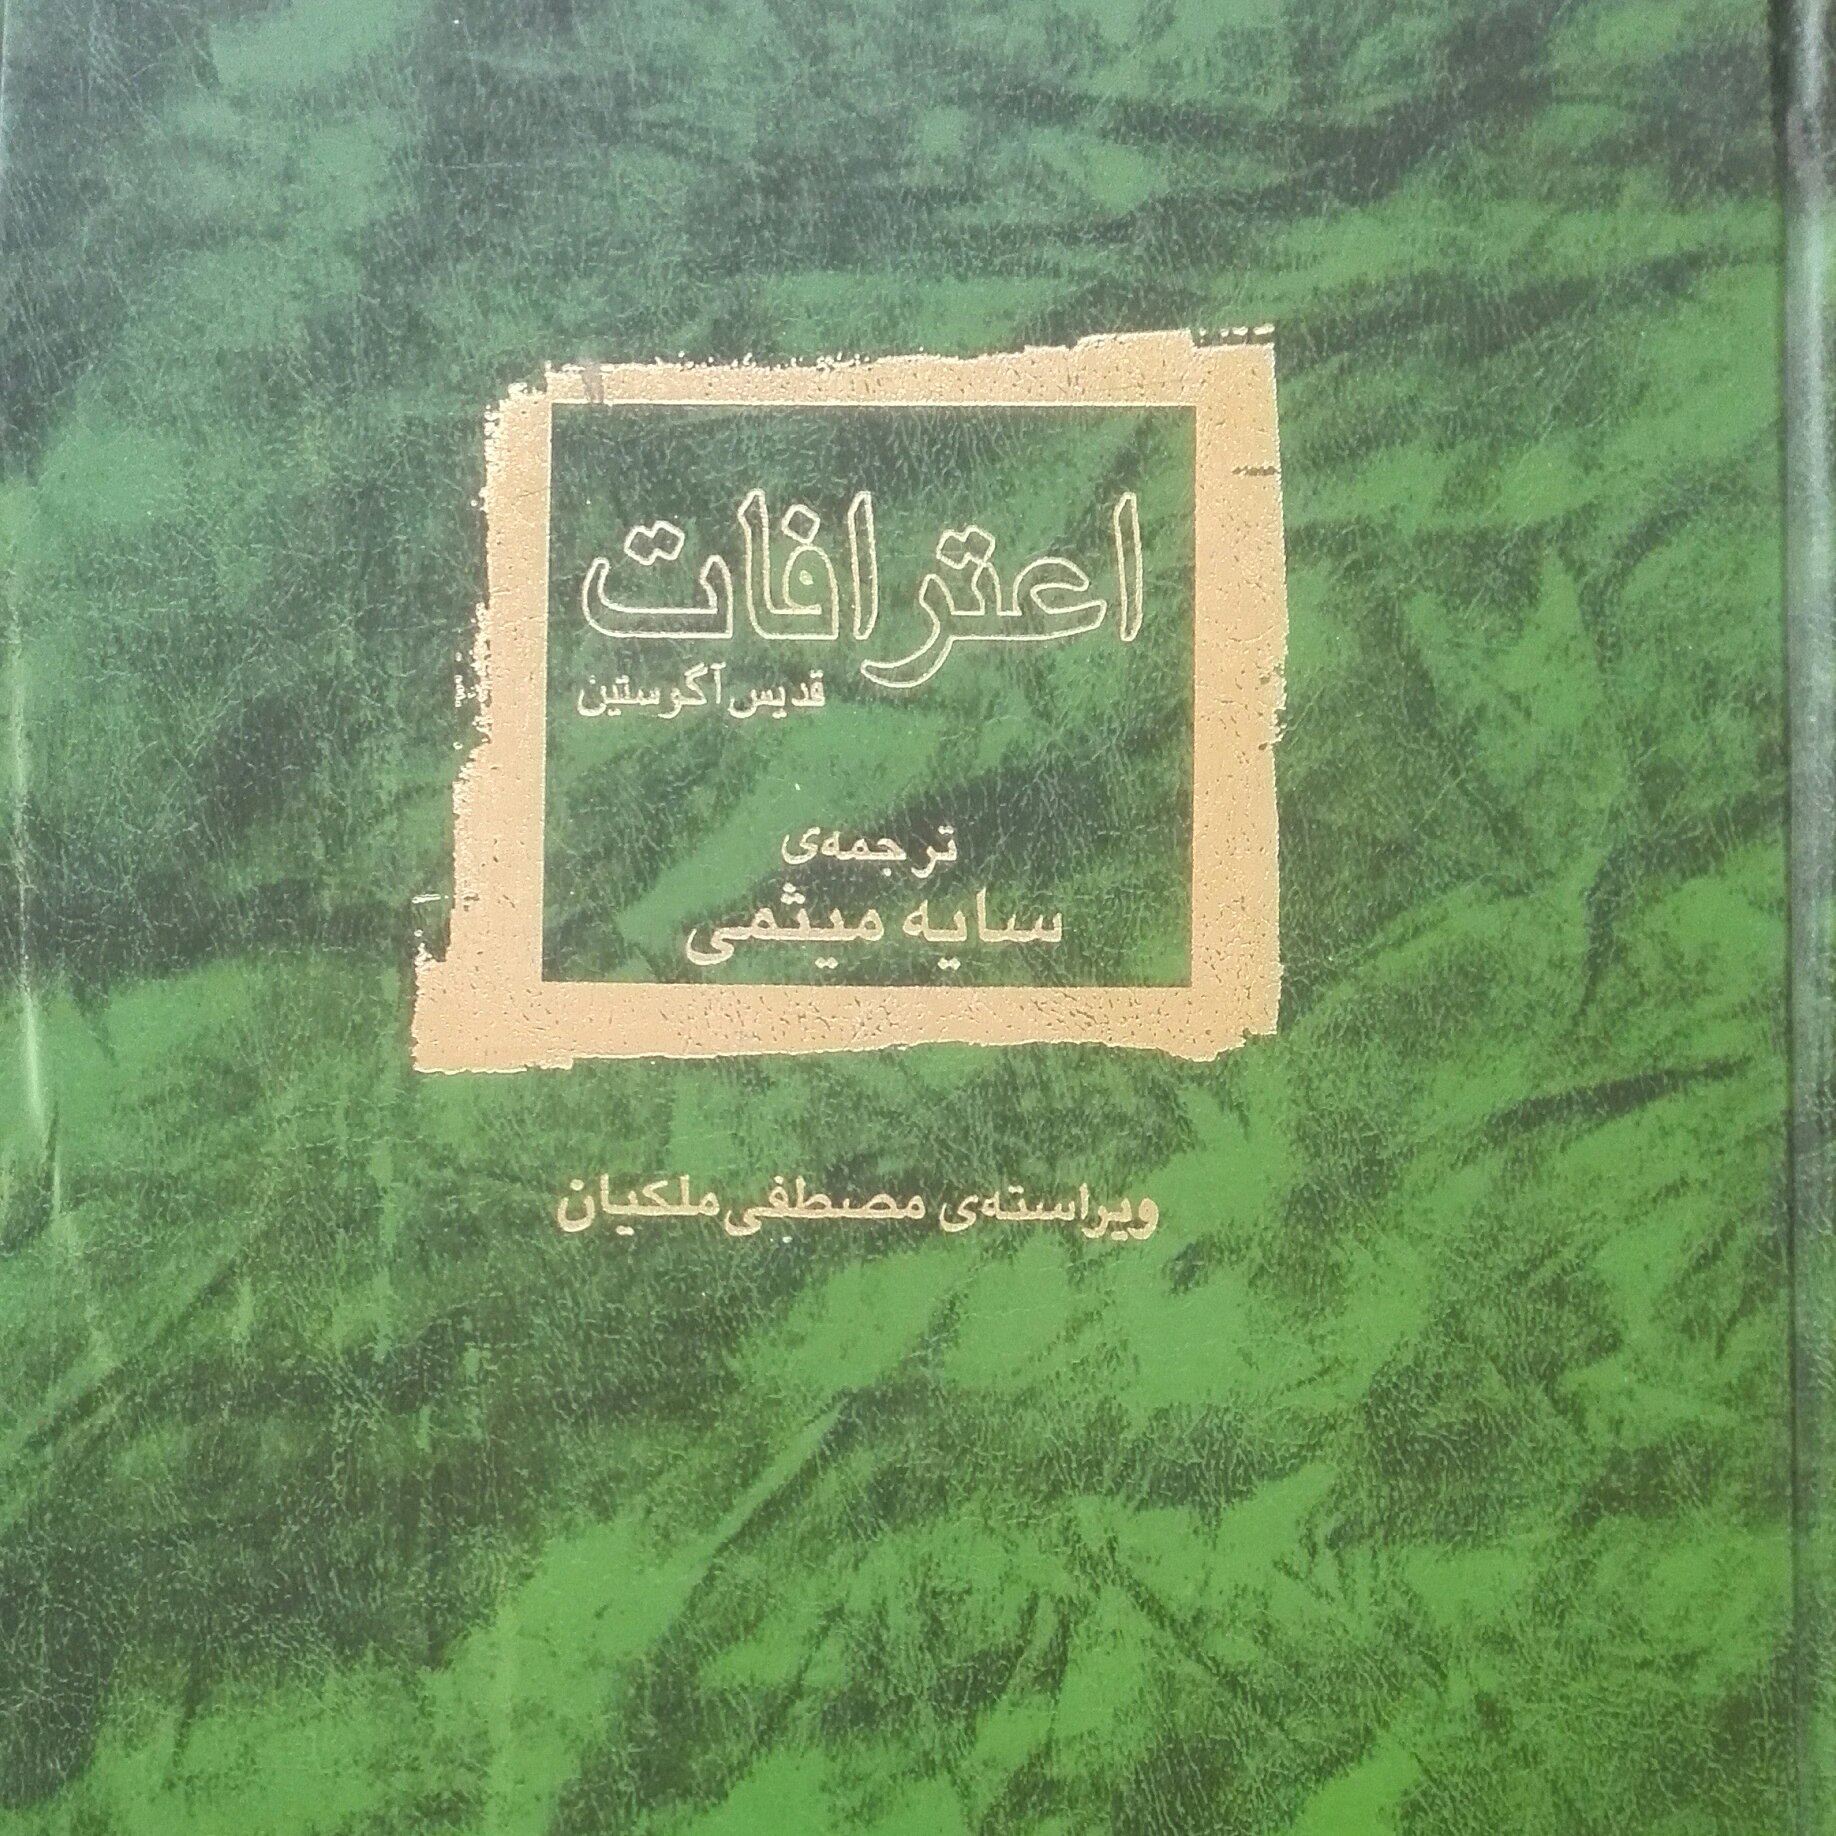 اعترافات
قدیس آگوستین
ترجمه‌ی
سایه میثمی
ویراسته‌ی مصطفی ملکیان